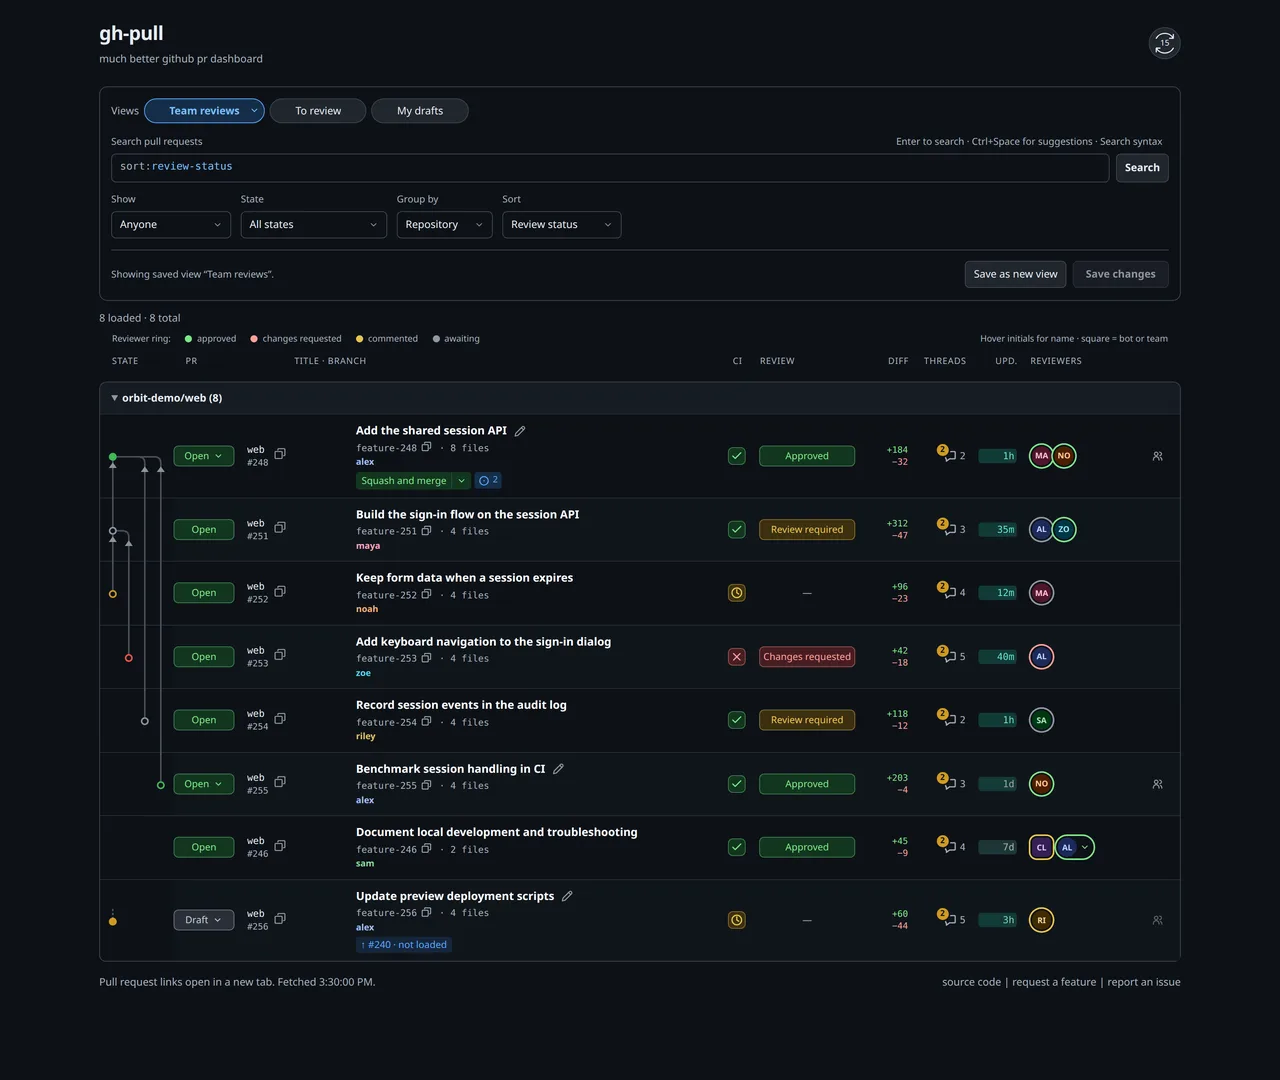 gh-pull
much better github pr dashboard
15
Views Team reviews To review My drafts
Search pull requests Enter to search · Ctrl+Space for suggestions · Search syntax
sort:review-status Search
Show State Group by Sort
Anyone All states Repository Review status
Showing saved view “Team reviews”. Save as new view Save changes
8 loaded · 8 total
Reviewer ring: approved changes requested commented awaiting Hover initials for name · square = bot or team
STATE PR TITLE · BRANCH CI REVIEW DIFF THREADS UPD. REVIEWERS
▼ orbit-demo/web (8)
Add the shared session API
Open web #248 feature-248 · 8 files Approved +184 −32 2 2 1h MA NO
alex
Squash and merge 2
Build the sign-in flow on the session API
Open web #251 feature-251 · 4 files Review required +312 −47 2 3 35m AL ZO
maya
Keep form data when a session expires
Open web #252 feature-252 · 4 files — +96 −23 2 4 12m MA
noah
Add keyboard navigation to the sign-in dialog
Open web #253 feature-253 · 4 files Changes requested +42 −18 2 5 40m AL
zoe
Record session events in the audit log
Open web #254 feature-254 · 4 files Review required +118 −12 2 2 1h SA
riley
Benchmark session handling in CI
Open web #255 feature-255 · 4 files Approved +203 −4 2 3 1d NO
alex
Document local development and troubleshooting
Open web #246 feature-246 · 2 files Approved +45 −9 2 4 7d CL AL
sam
Update preview deployment scripts
Draft web #256 feature-256 · 4 files — +60 −44 2 5 3h RI
alex
↑ #240 · not loaded
Pull request links open in a new tab. Fetched 3:30:00 PM. source code | request a feature | report an issue